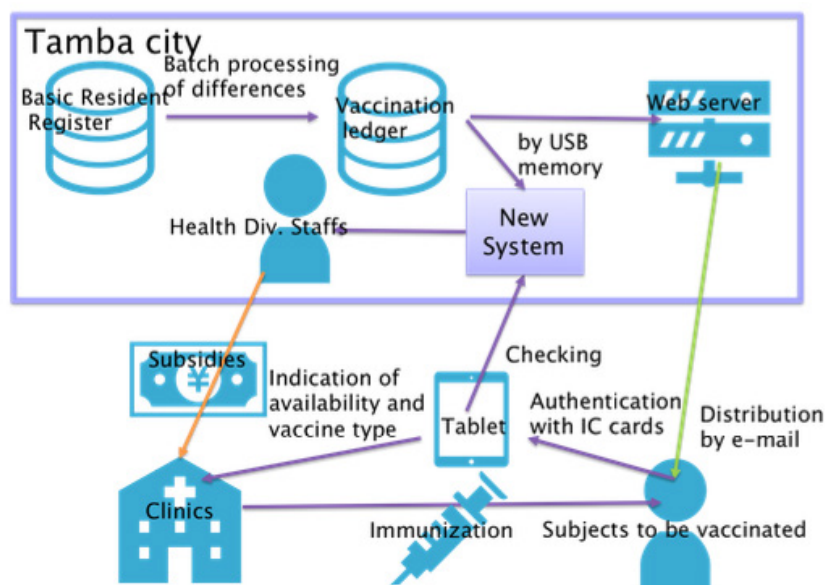 Tamba city
Batch processing
of differences
Basic Resident
Register
Vaccination
ledger
Web server
by USB
memory
Health Div. Staffs
New
System
Subsidies
¥
Checking
Indication of
availability and
vaccine type
Tablet
Authentication
with IC cards
Distribution
by e-mail
Clinics
Immunization
Subjects to be vaccinated